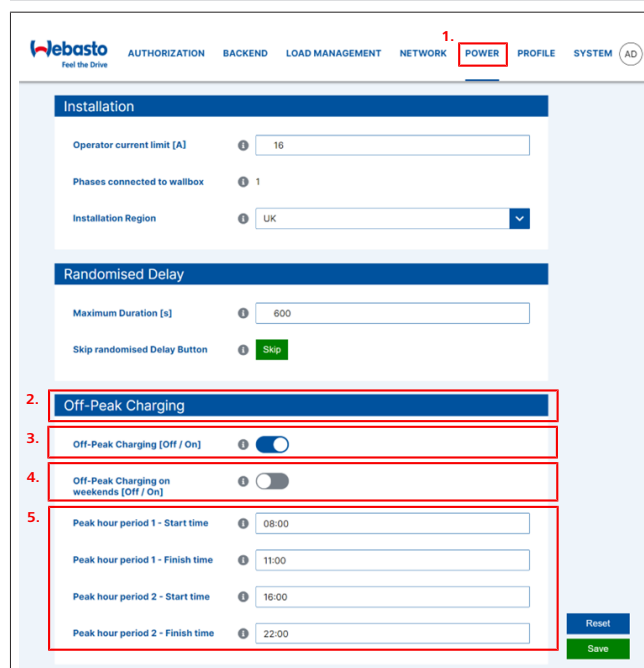 1.
Webasto
Feel the Drive
AUTHORIZATION BACKEND LOAD MANAGEMENT NETWORK POWER PROFILE SYSTEM AD
Installation
Operator current limit [A] i 16
Phases connected to wallbox i 1
Installation Region i UK
Randomised Delay
Maximum Duration [s] i 600
Skip randomised Delay Button i Skip
2. Off-Peak Charging
3. Off-Peak Charging [Off / On] i
4. Off-Peak Charging on
weekends [Off / On] i
5. Peak hour period 1 - Start time i 08:00
Peak hour period 1 - Finish time i 11:00
Peak hour period 2 - Start time i 16:00
Peak hour period 2 - Finish time i 22:00
Reset
Save